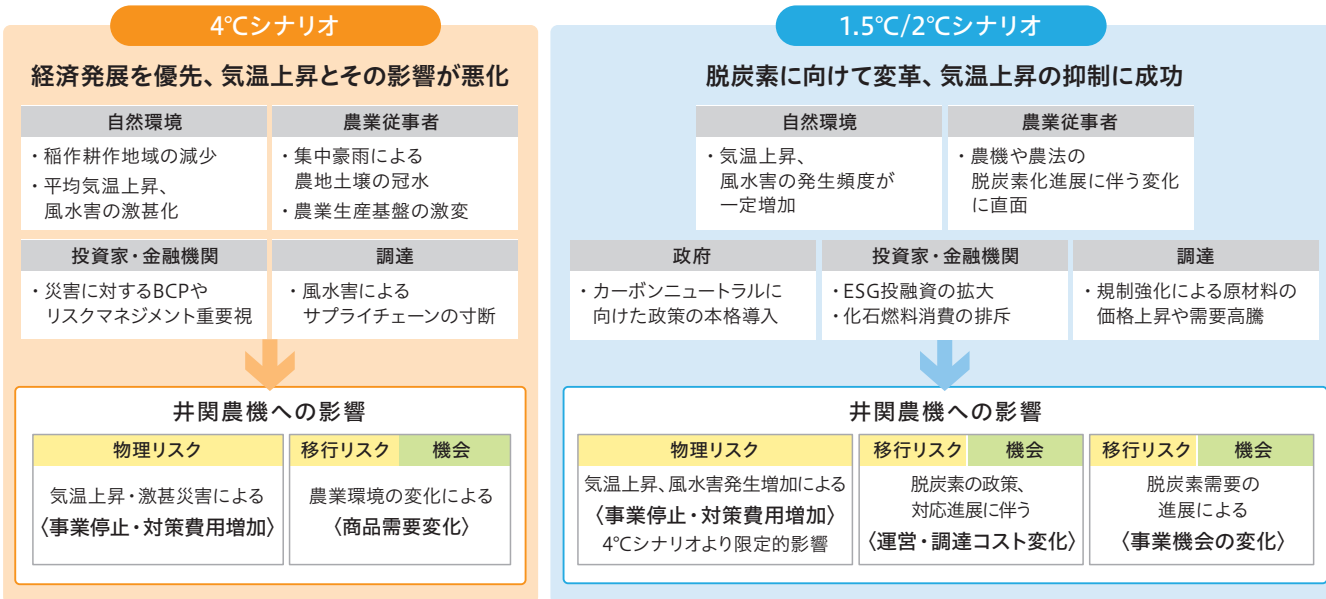 4℃シナリオ
経済発展を優先、気温上昇とその影響が悪化
自然環境
・稲作耕作地域の減少
・平均気温上昇、
風水害の激甚化
農業従事者
・集中豪雨による
農地土壌の冠水
・農業生産基盤の激変
投資家・金融機関
・災害に対するBCPや
リスクマネジメント重要視
調達
・風水害による
サプライチェーンの寸断
井関農機への影響
物理リスク
気温上昇・激甚災害による
〈事業停止・対策費用増加〉
移行リスク 機会
農業環境の変化による
〈商品需要変化〉
1.5℃/2℃シナリオ
脱炭素に向けて変革、気温上昇の抑制に成功
自然環境
・気温上昇、
風水害の発生頻度が
一定増加
農業従事者
・農機や農法の
脱炭素化進展に伴う変化
に直面
政府
・カーボンニュートラルに
向けた政策の本格導入
投資家・金融機関
・ESG投融資の拡大
・化石燃料消費の排斥
調達
・規制強化による原材料の
価格上昇や需要高騰
井関農機への影響
物理リスク
気温上昇、風水害発生増加による
〈事業停止・対策費用増加〉
4℃シナリオより限定的影響
移行リスク 機会
脱炭素の政策、
対応進展に伴う
〈運営・調達コスト変化〉
移行リスク 機会
脱炭素需要の
進展による
〈事業機会の変化〉